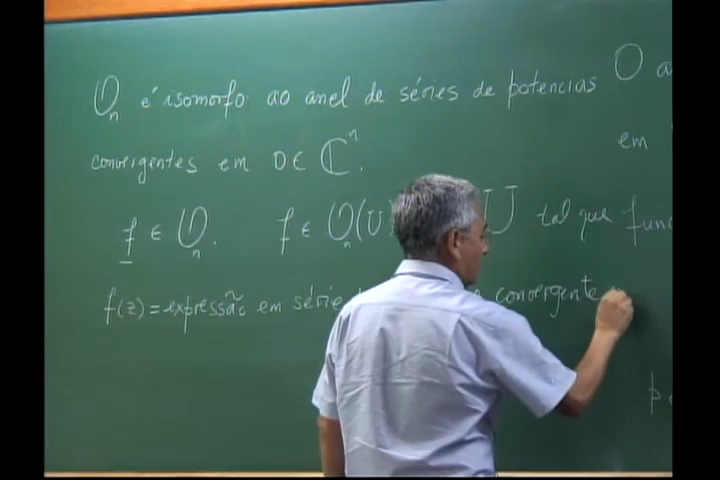 𝒪ₙ é isomorfo ao anel de séries de potencias
convergentes em 0 ∈ ℂⁿ.
f ∈ 𝒪ₙ. f ∈ 𝒪ₙ(U)
f(z) = expressão em série convergente
O a
em
U tal que func